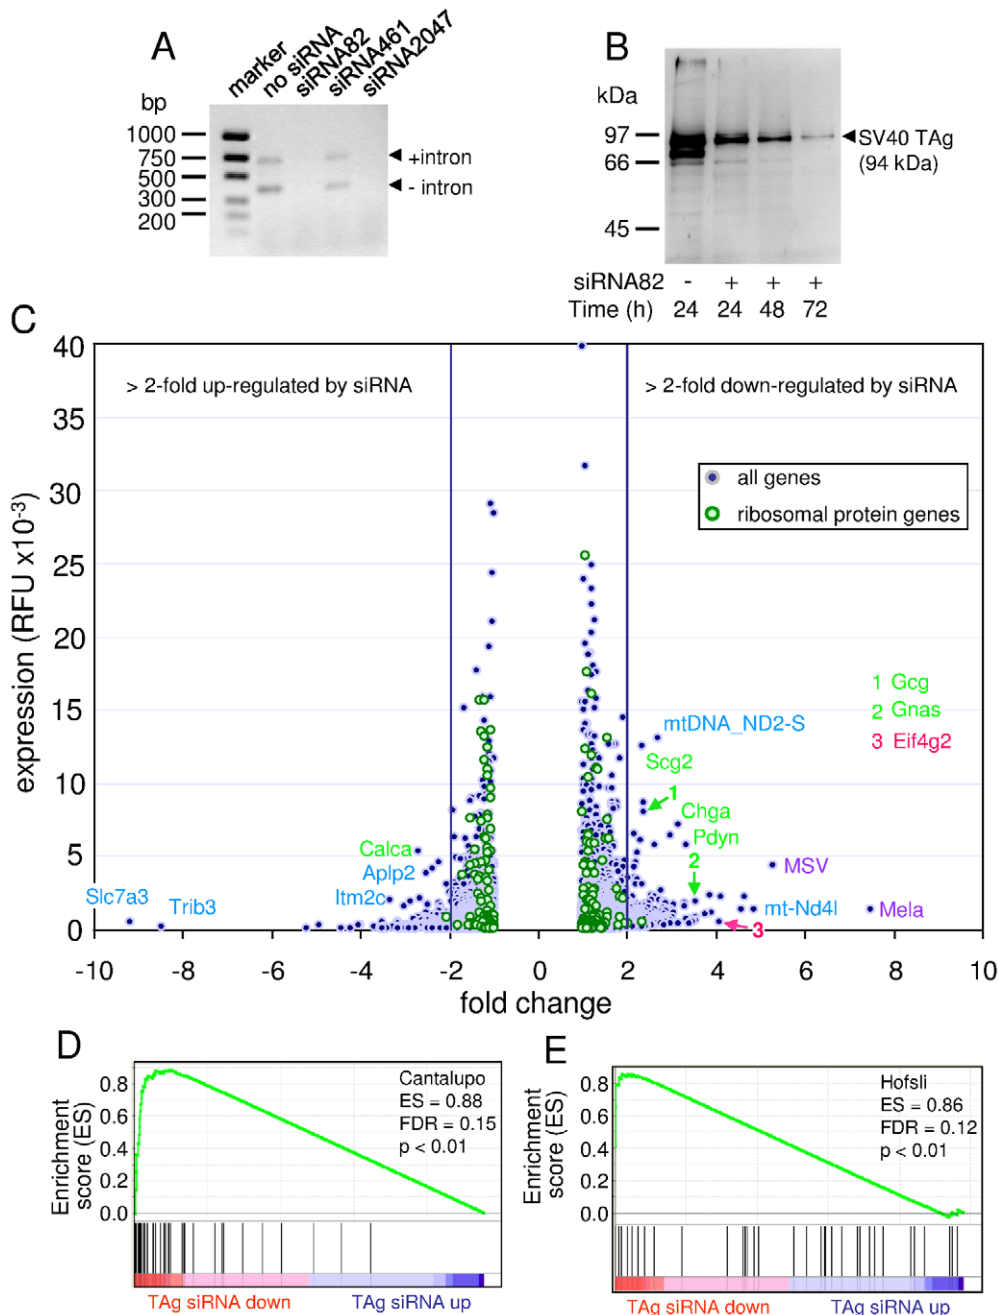 A
marker
no siRNA
siRNA82
siRNA461
siRNA2047
bp
1000
750
500
300
200
+intron
- intron
B
kDa
97
66
45
SV40 TAg
(94 kDa)
siRNA82 - + + +
Time (h) 24 24 48 72
C
expression (RFU x10-3)
40
35
30
25
20
15
10
5
0
> 2-fold up-regulated by siRNA
> 2-fold down-regulated by siRNA
all genes
ribosomal protein genes
1 Gcg
2 Gnas
3 Eif4g2
mtDNA_ND2-S
Scg2
1
Chga
Pdyn
2
MSV
mt-Nd4l
Mela
3
Calca
Aplp2
Itm2c
Slc7a3
Trib3
-10 -8 -6 -4 -2 0 2 4 6 8 10
fold change
D
Enrichment
score (ES)
0.8
0.6
0.4
0.2
0.0
Cantalupo
ES = 0.88
FDR = 0.15
p < 0.01
TAg siRNA down
TAg siRNA up
E
Enrichment
score (ES)
0.8
0.6
0.4
0.2
0.0
Hofsli
ES = 0.86
FDR = 0.12
p < 0.01
TAg siRNA down
TAg siRNA up